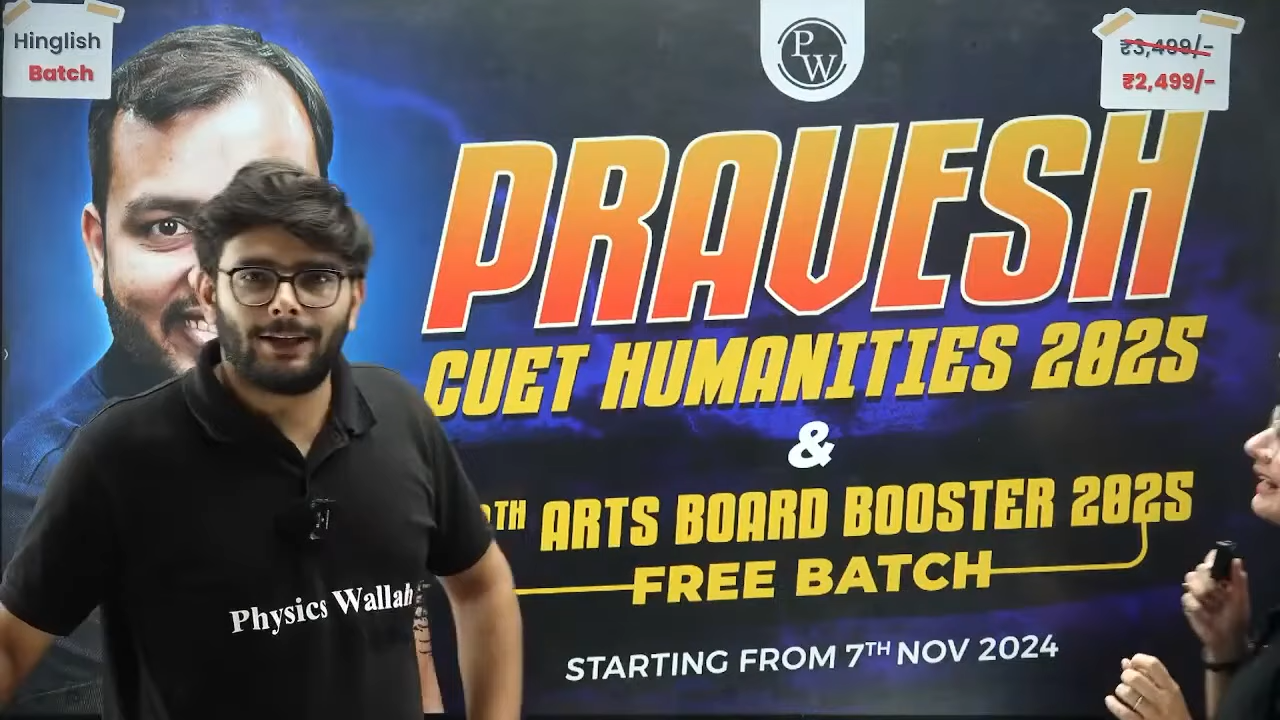 Hinglish
Batch
PW
₹3,499/-
₹2,499/-
PRAVESH
CUET HUMANITIES 2025
&
TH ARTS BOARD BOOSTER 2025
FREE BATCH
STARTING FROM 7TH NOV 2024
Physics Wallah